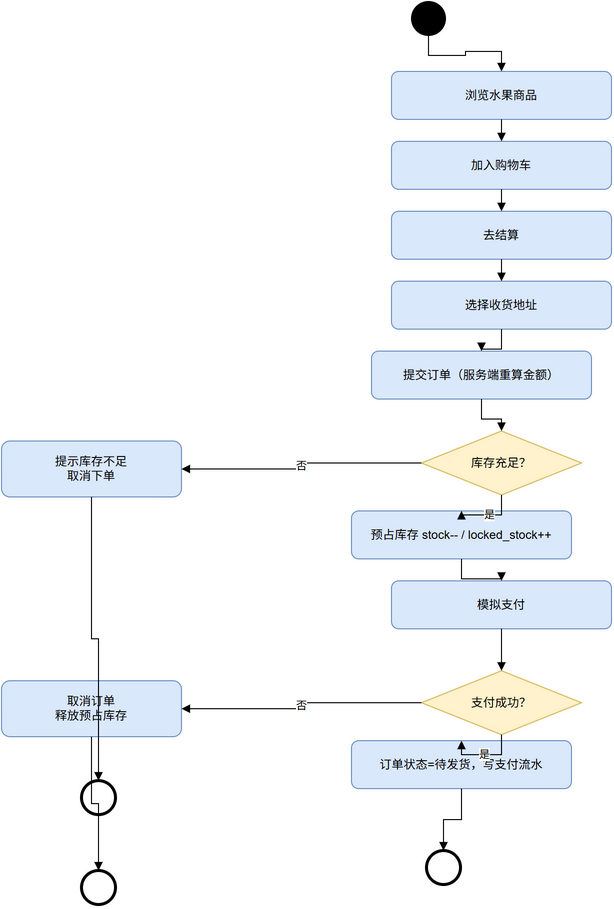 浏览水果商品
加入购物车
去结算
选择收货地址
提交订单（服务端重算金额）
库存充足？
否
提示库存不足
取消下单
是
预占库存 stock-- / locked_stock++
模拟支付
支付成功？
否
取消订单
释放预占库存
是
订单状态=待发货，写支付流水